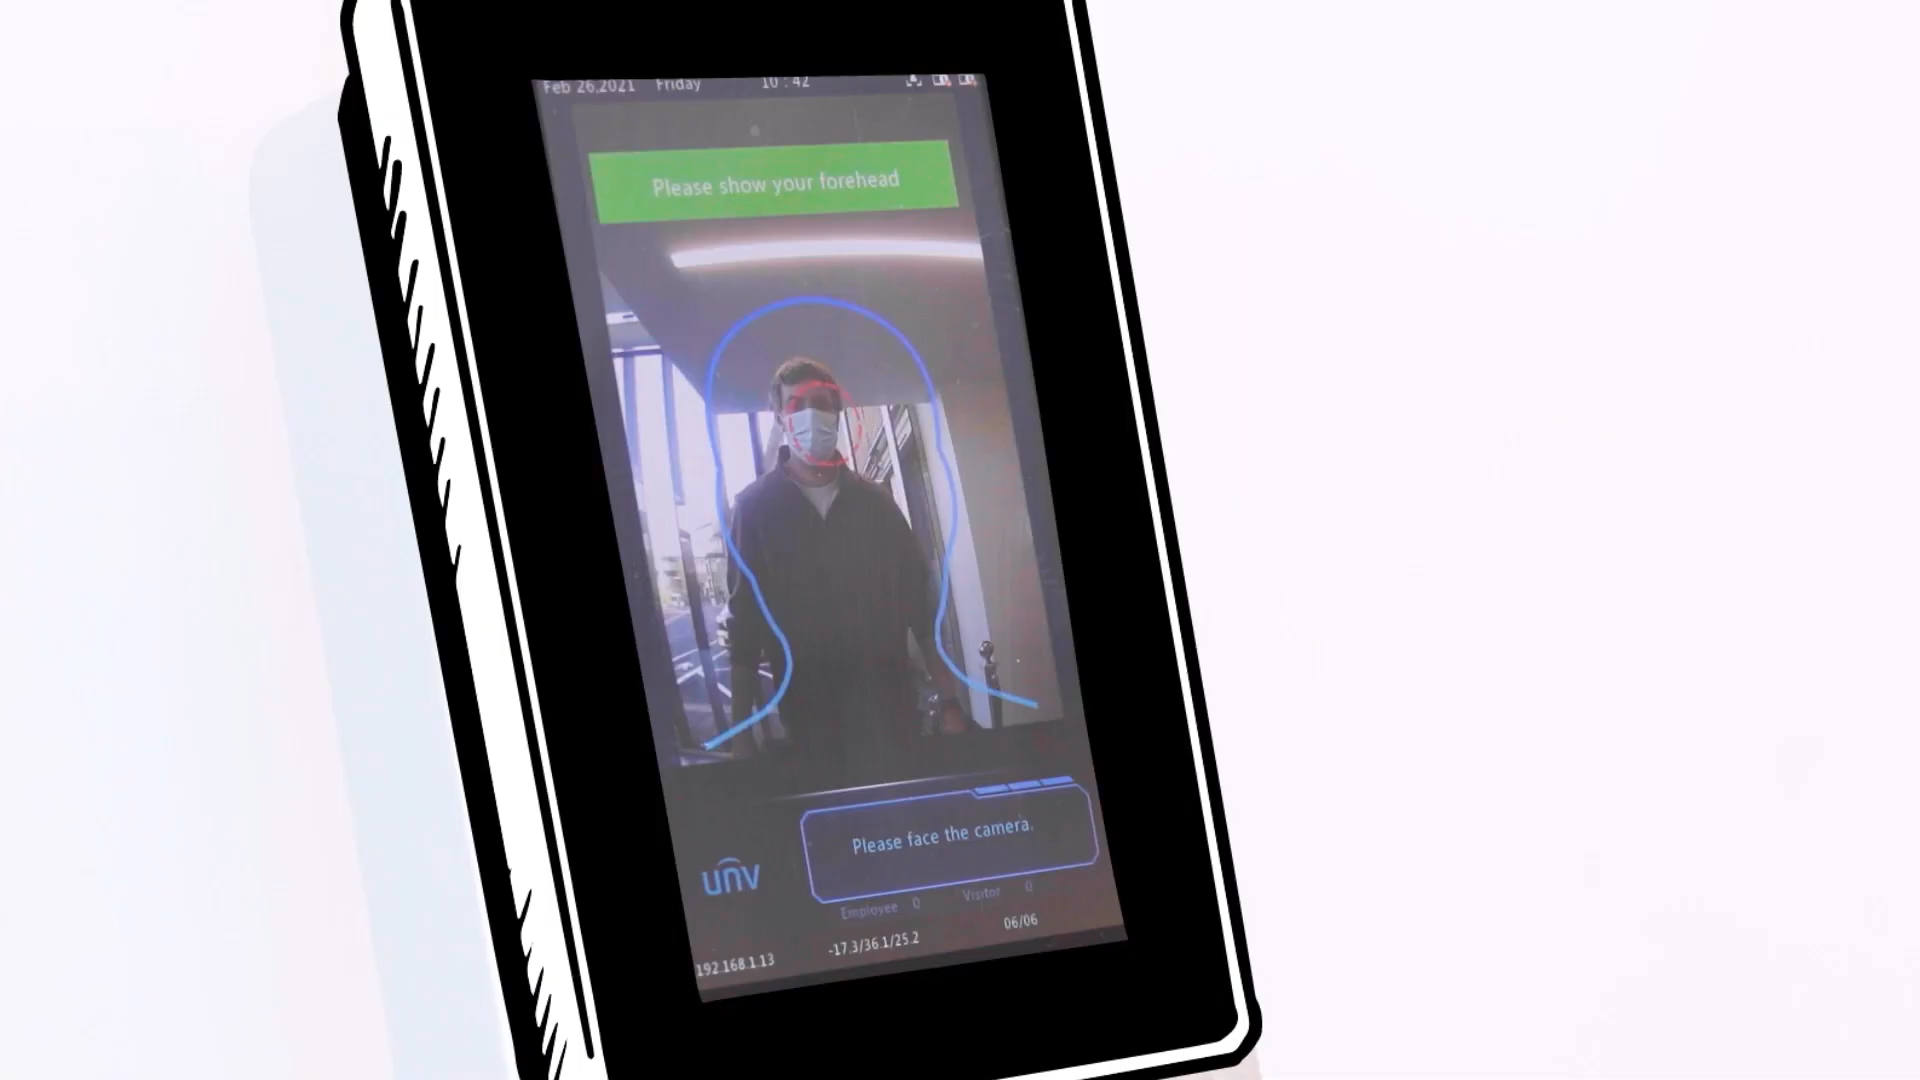 Feb 26,2021 Friday 10:42
Please show your forehead
Please face the camera.
unv
Employee 0 Visitor 0
192.168.1.13 -17.3/36.1/25.2 06/06